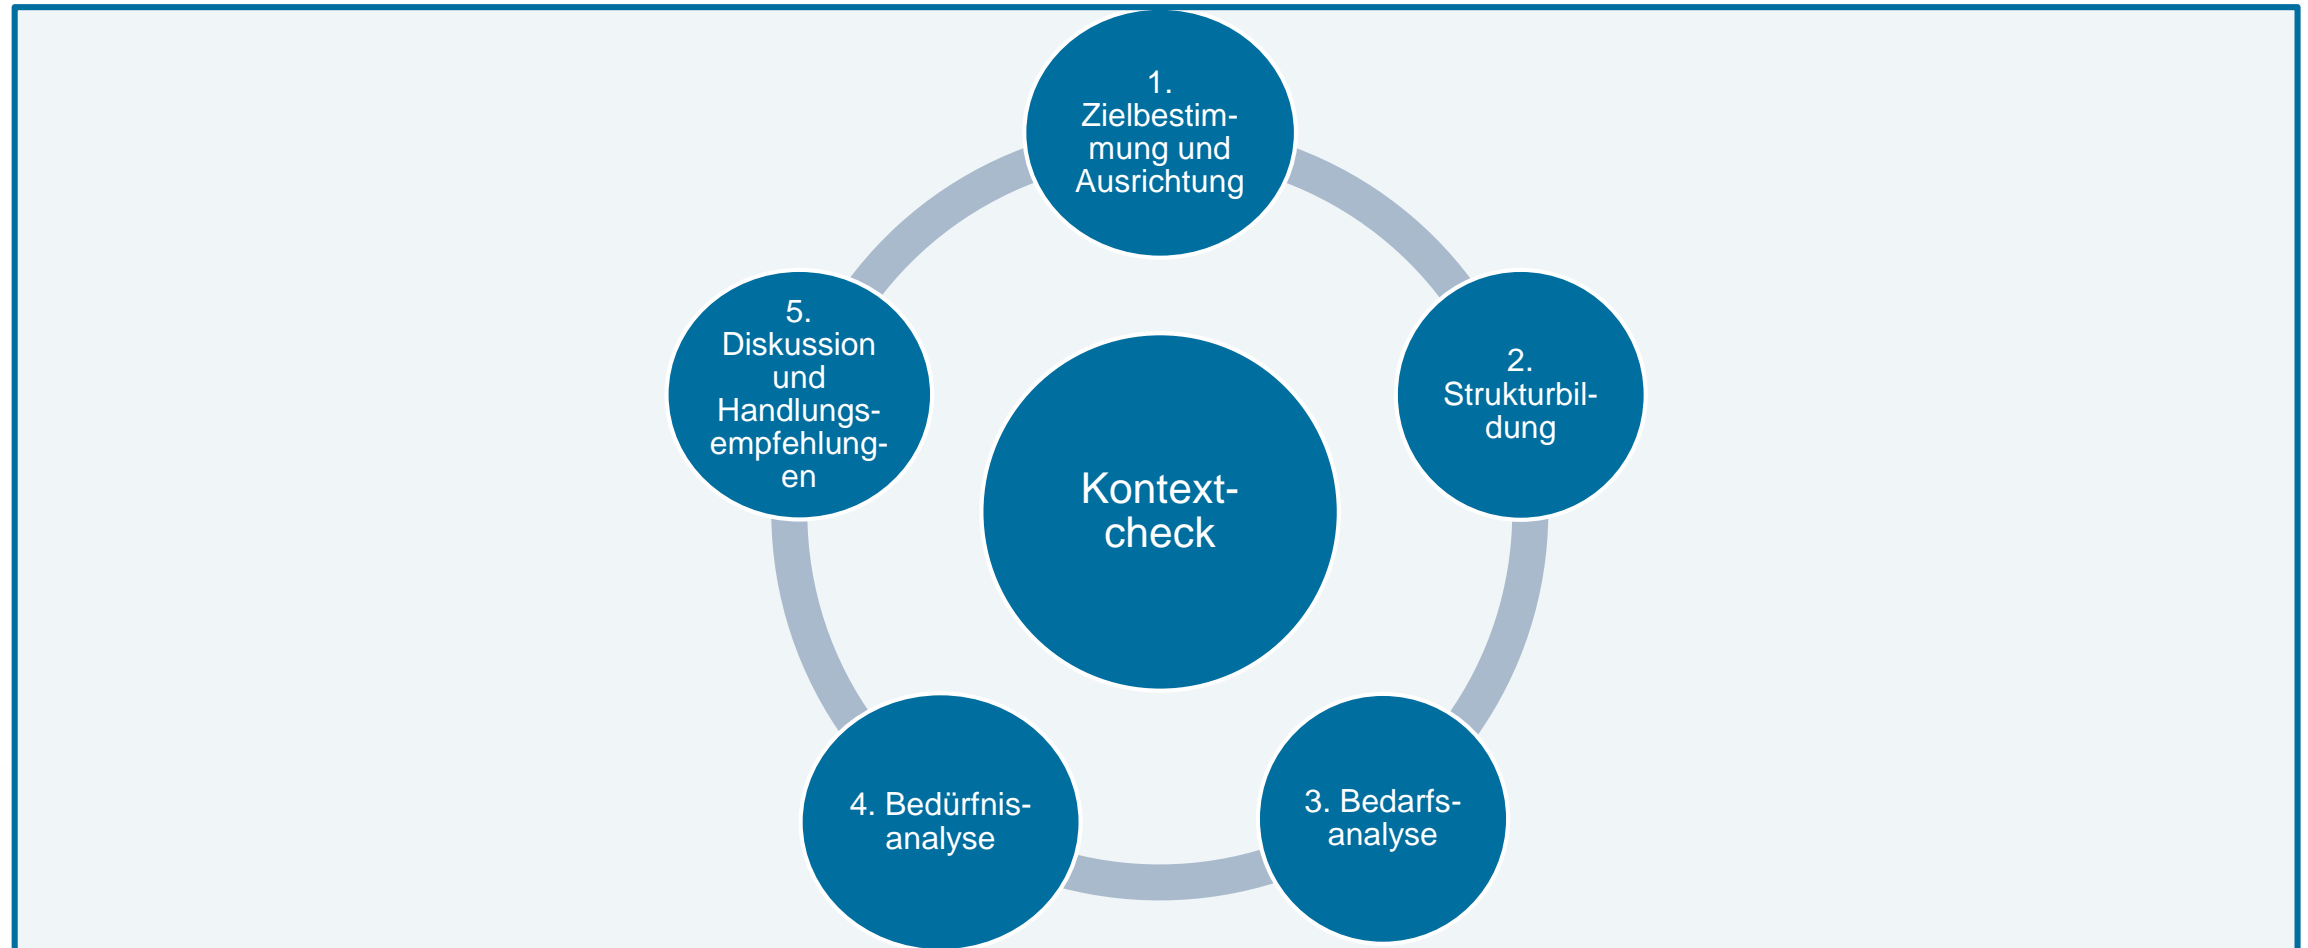 1.
Zielbestim-
mung und
Ausrichtung
2.
Strukturbil-
dung
3. Bedarfs-
analyse
4. Bedürfnis-
analyse
5.
Diskussion
und
Handlungs-
empfehlung-
en
Kontext-
check